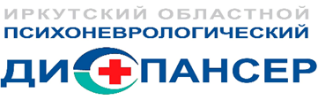 ИРКУТСКИЙ ОБЛАСТНОЙ
ПСИХОНЕВРОЛОГИЧЕСКИЙ
ДИСПАНСЕР